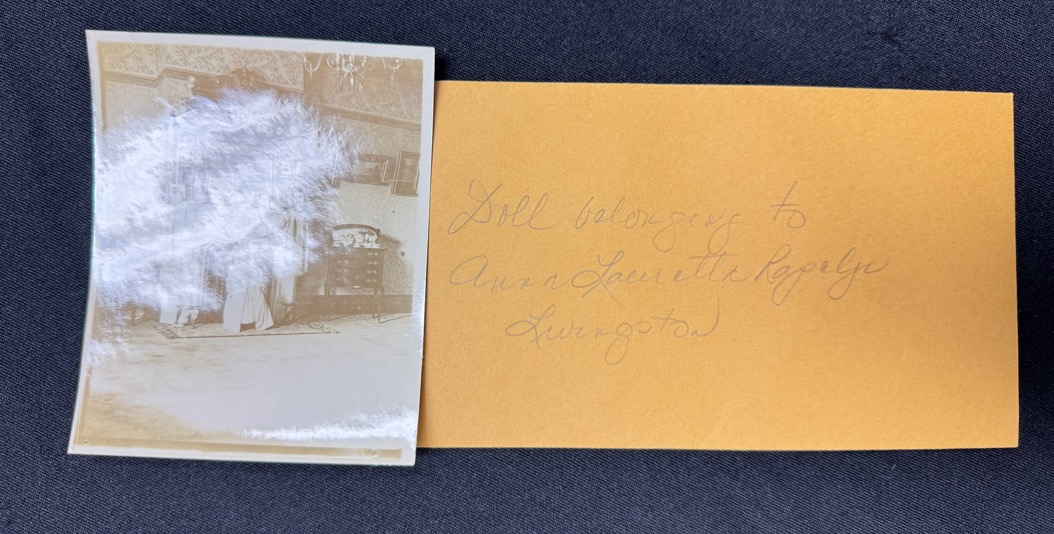 Doll belonging to
Anna Lauretta Rapalje
Livingston